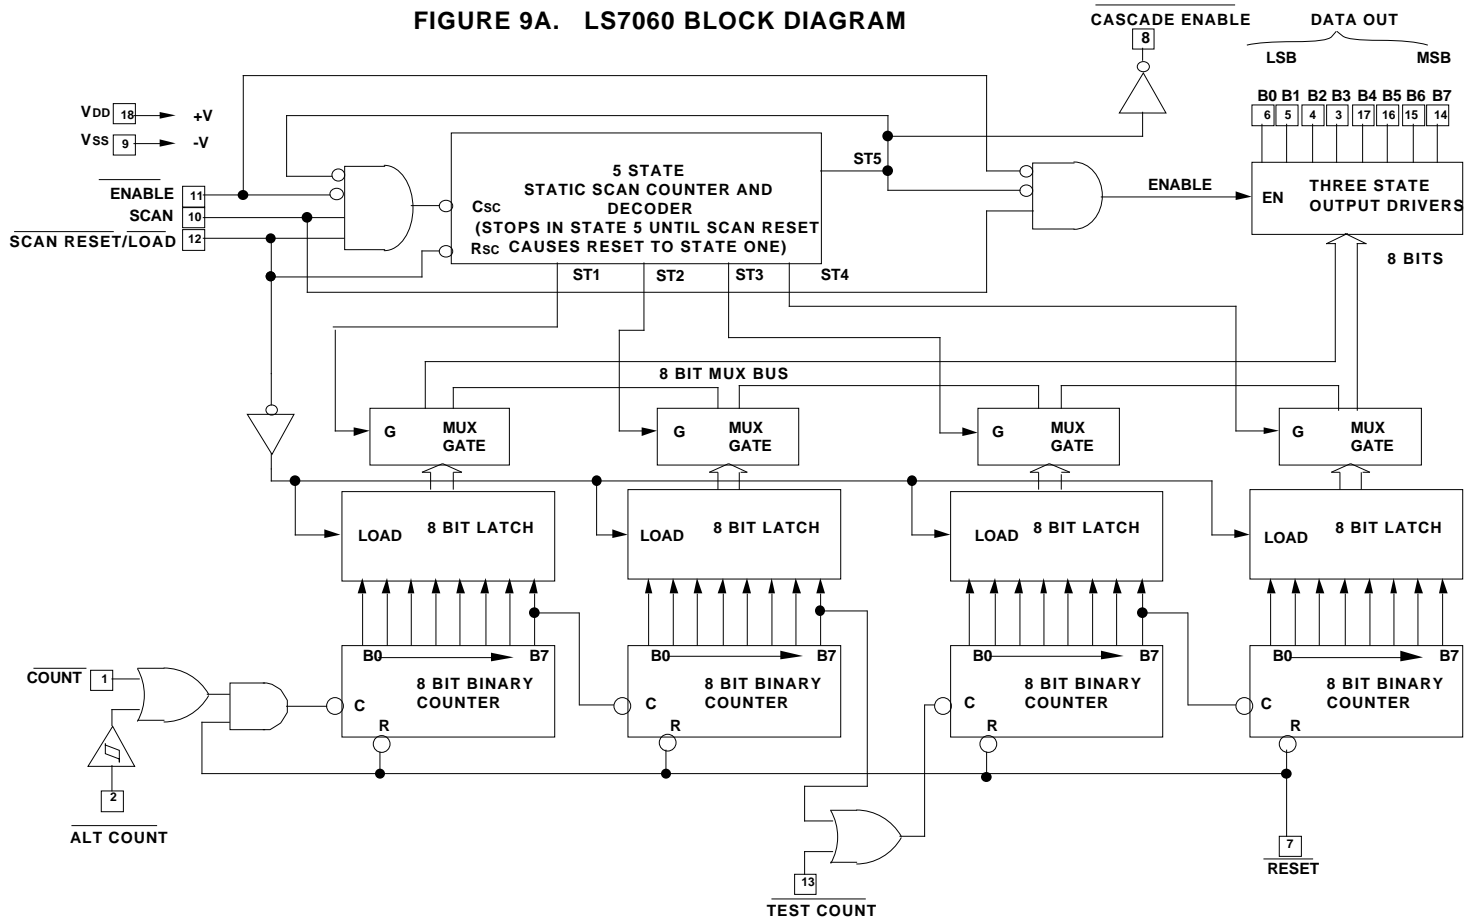 FIGURE 9A. LS7060 BLOCK DIAGRAM
CASCADE ENABLE
8
DATA OUT
LSB MSB
B0 B1 B2 B3 B4 B5 B6 B7
6 5 4 3 17 16 15 14
VDD 18 +V
VSS 9 -V
ENABLE 11
SCAN 10
SCAN RESET/LOAD 12
CSC
RSC
5 STATE
STATIC SCAN COUNTER AND
DECODER
(STOPS IN STATE 5 UNTIL SCAN RESET
CAUSES RESET TO STATE ONE)
ST5
ST1 ST2 ST3 ST4
ENABLE
EN
THREE STATE
OUTPUT DRIVERS
8 BITS
8 BIT MUX BUS
G MUX GATE
G MUX GATE
G MUX GATE
G MUX GATE
LOAD 8 BIT LATCH
LOAD 8 BIT LATCH
LOAD 8 BIT LATCH
LOAD 8 BIT LATCH
B0 B7
8 BIT BINARY
COUNTER
C
R
B0 B7
8 BIT BINARY
COUNTER
C
R
B0 B7
8 BIT BINARY
COUNTER
C
R
B0 B7
8 BIT BINARY
COUNTER
C
R
COUNT 1
2
ALT COUNT
13
TEST COUNT
7
RESET